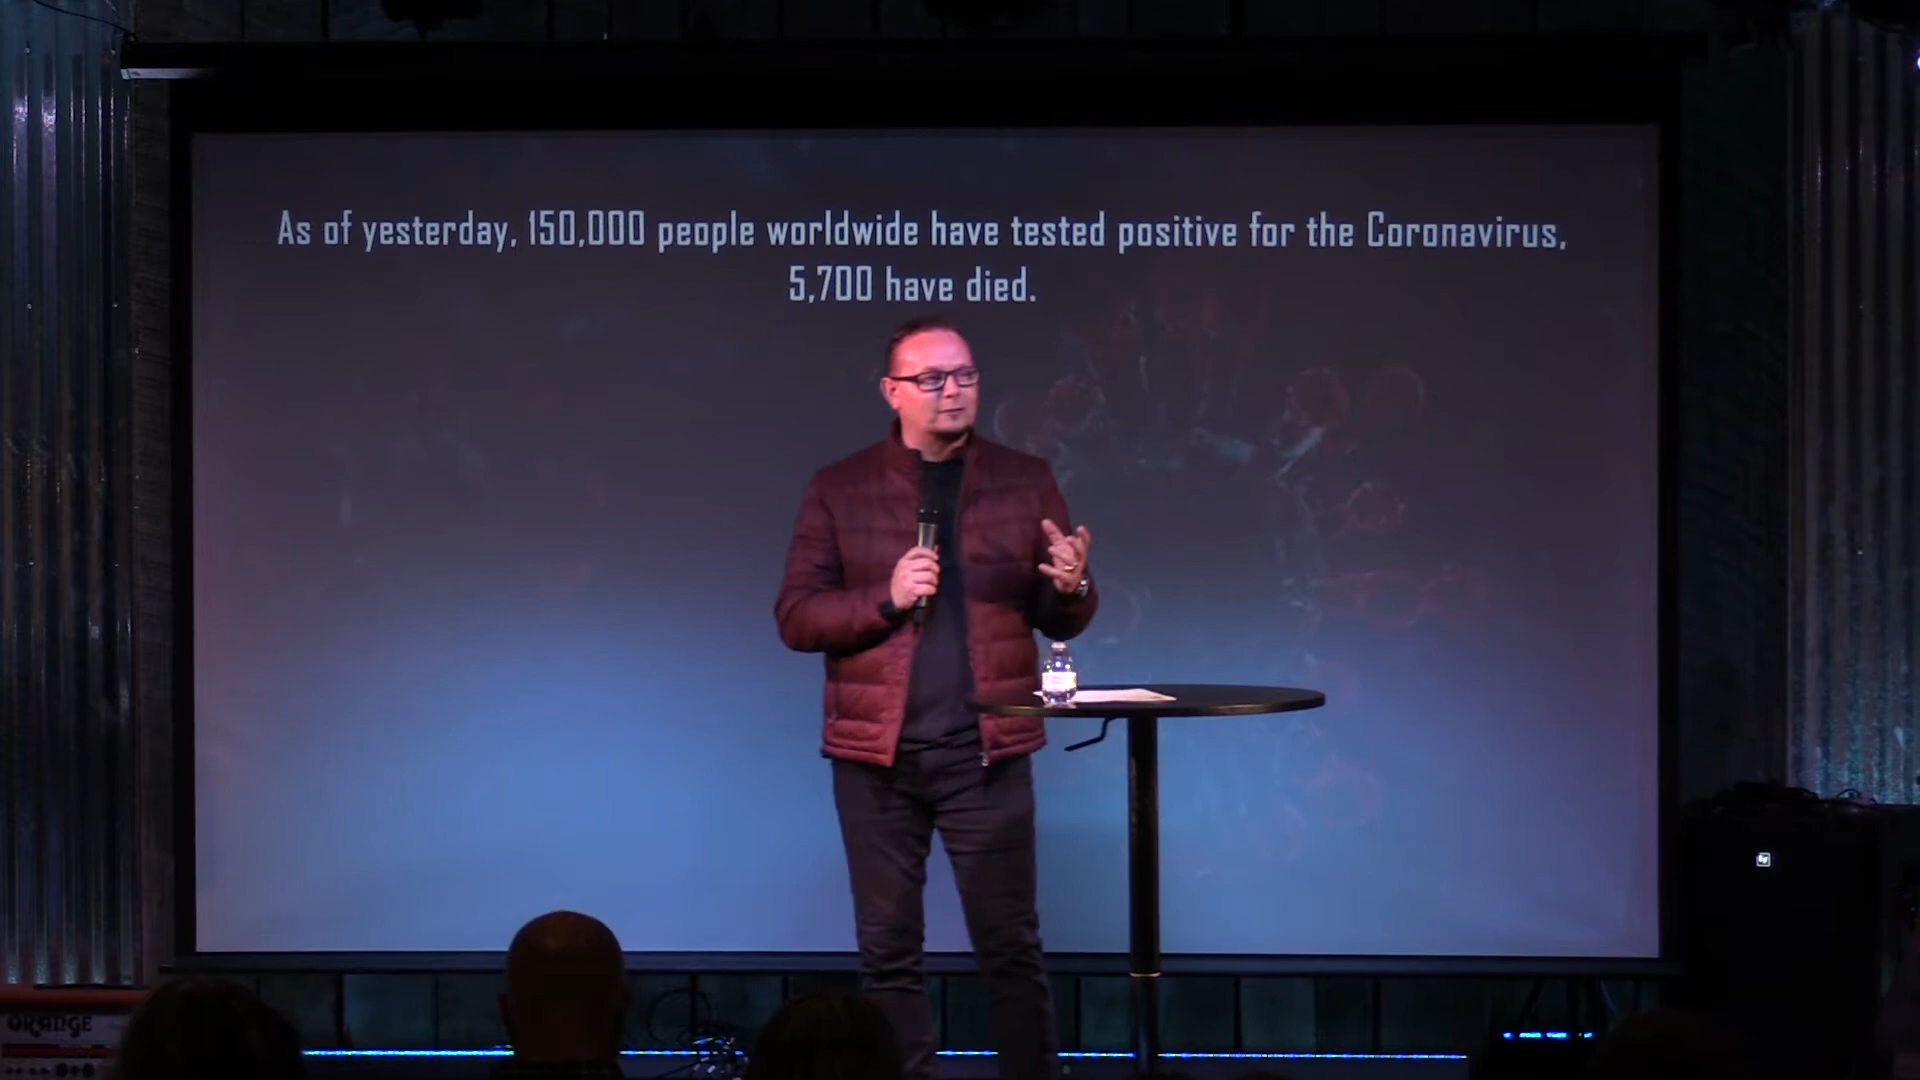 As of yesterday, 150,000 people worldwide have tested positive for the Coronavirus,
5,700 have died.
ORANGE